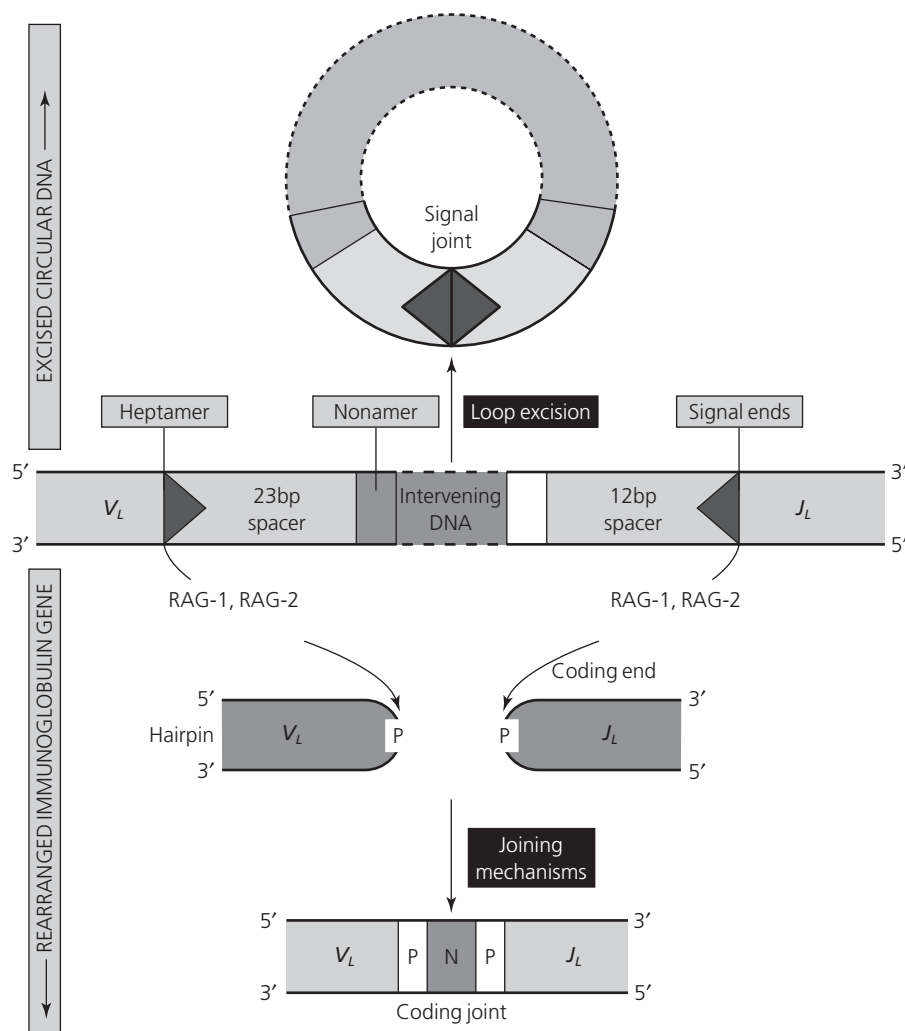 EXCISED CIRCULAR DNA
Signal
joint
Heptamer
Nonamer
Loop excision
Signal ends
5′
3′
V_L
23bp
spacer
Intervening
DNA
12bp
spacer
J_L
3′
5′
RAG-1, RAG-2
RAG-1, RAG-2
REARRANGED IMMUNOGLOBULIN GENE
Coding end
5′
3′
Hairpin
V_L
P
P
J_L
3′
5′
Joining
mechanisms
5′
3′
V_L
P
N
P
J_L
3′
5′
Coding joint